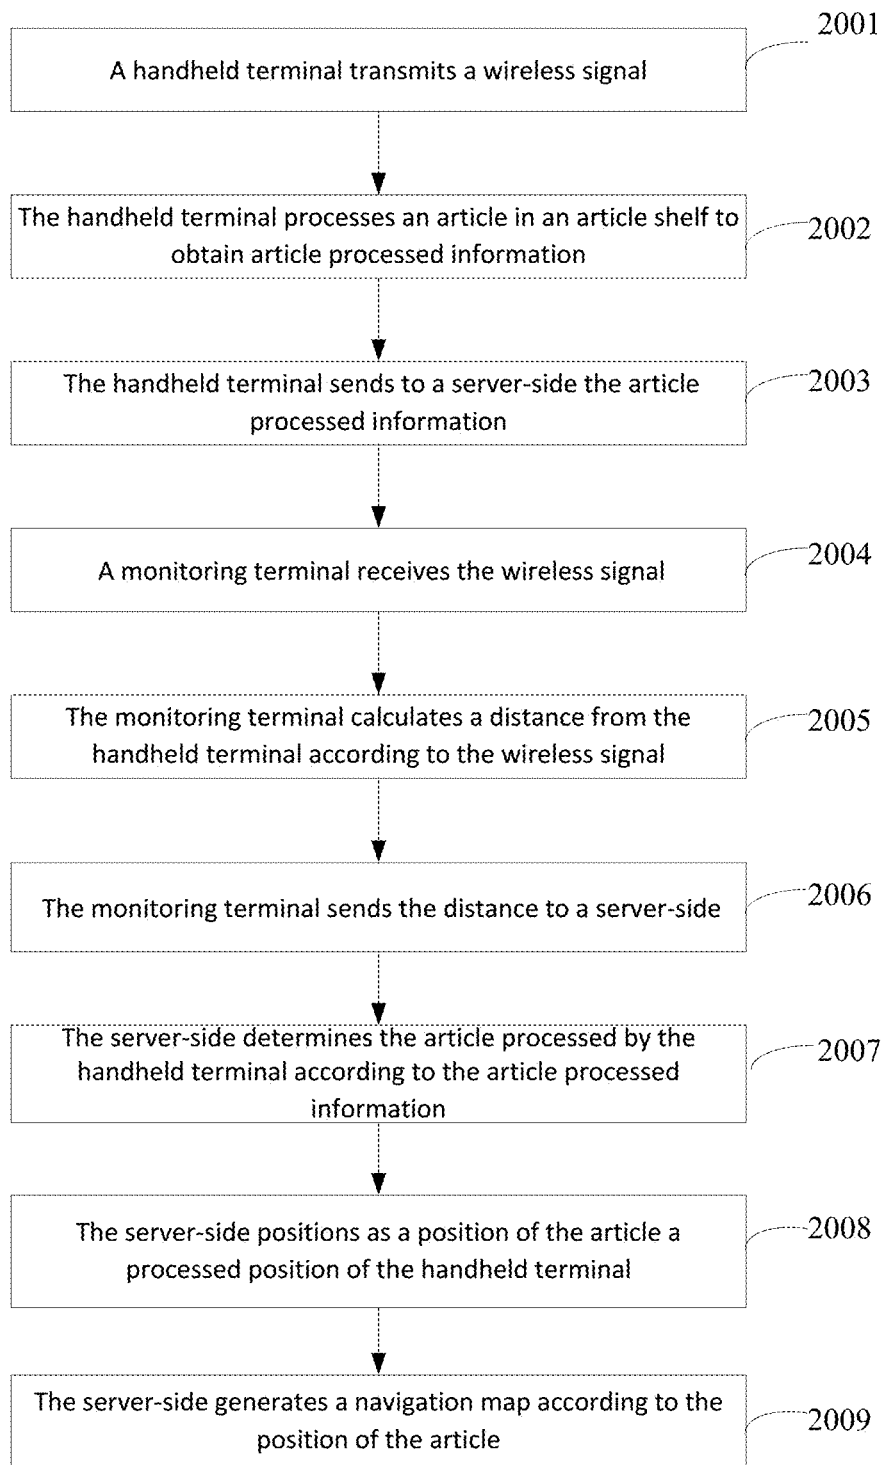 2001
A handheld terminal transmits a wireless signal
The handheld terminal processes an article in an article shelf to
obtain article processed information
2002
The handheld terminal sends to a server-side the article
processed information
2003
A monitoring terminal receives the wireless signal
2004
The monitoring terminal calculates a distance from the
handheld terminal according to the wireless signal
2005
The monitoring terminal sends the distance to a server-side
2006
The server-side determines the article processed by the
handheld terminal according to the article processed
information
2007
The server-side positions as a position of the article a
processed position of the handheld terminal
2008
The server-side generates a navigation map according to the
position of the article
2009